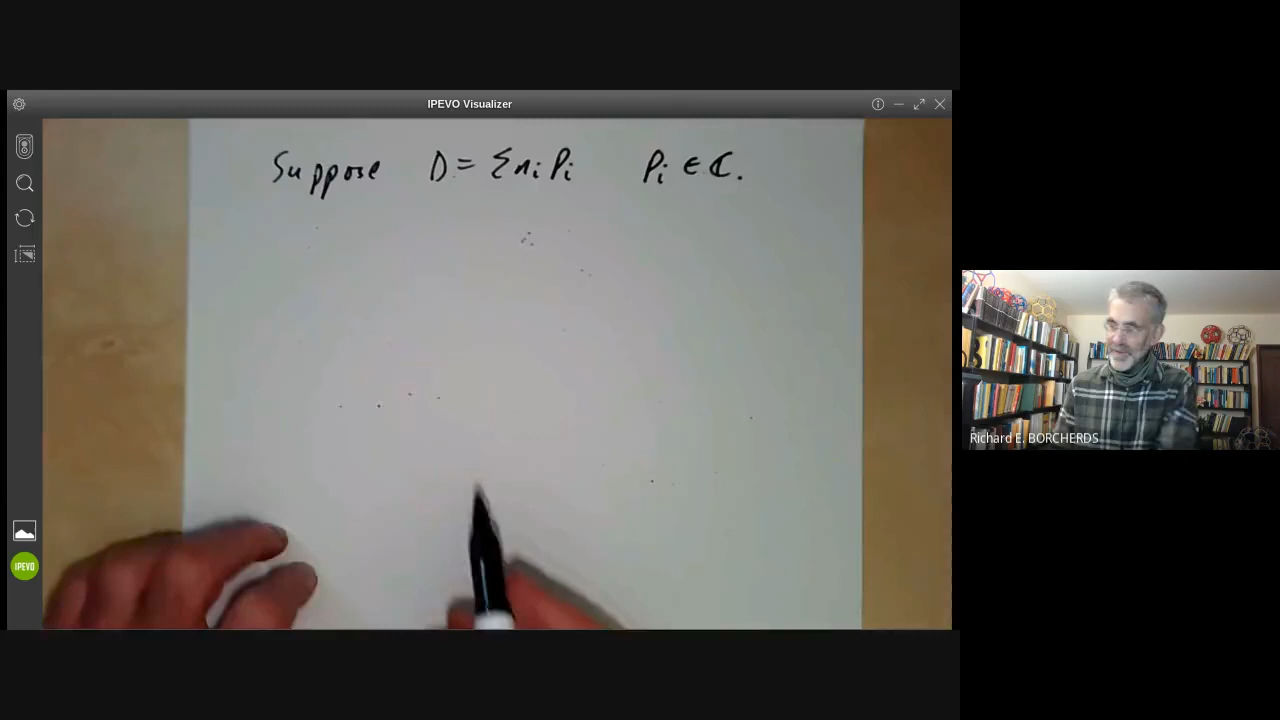 IPEVO Visualizer
Suppose D = Σ nᵢ Pᵢ Pᵢ ∈ ℂ.
Richard E. BORCHERDS
IPEVO